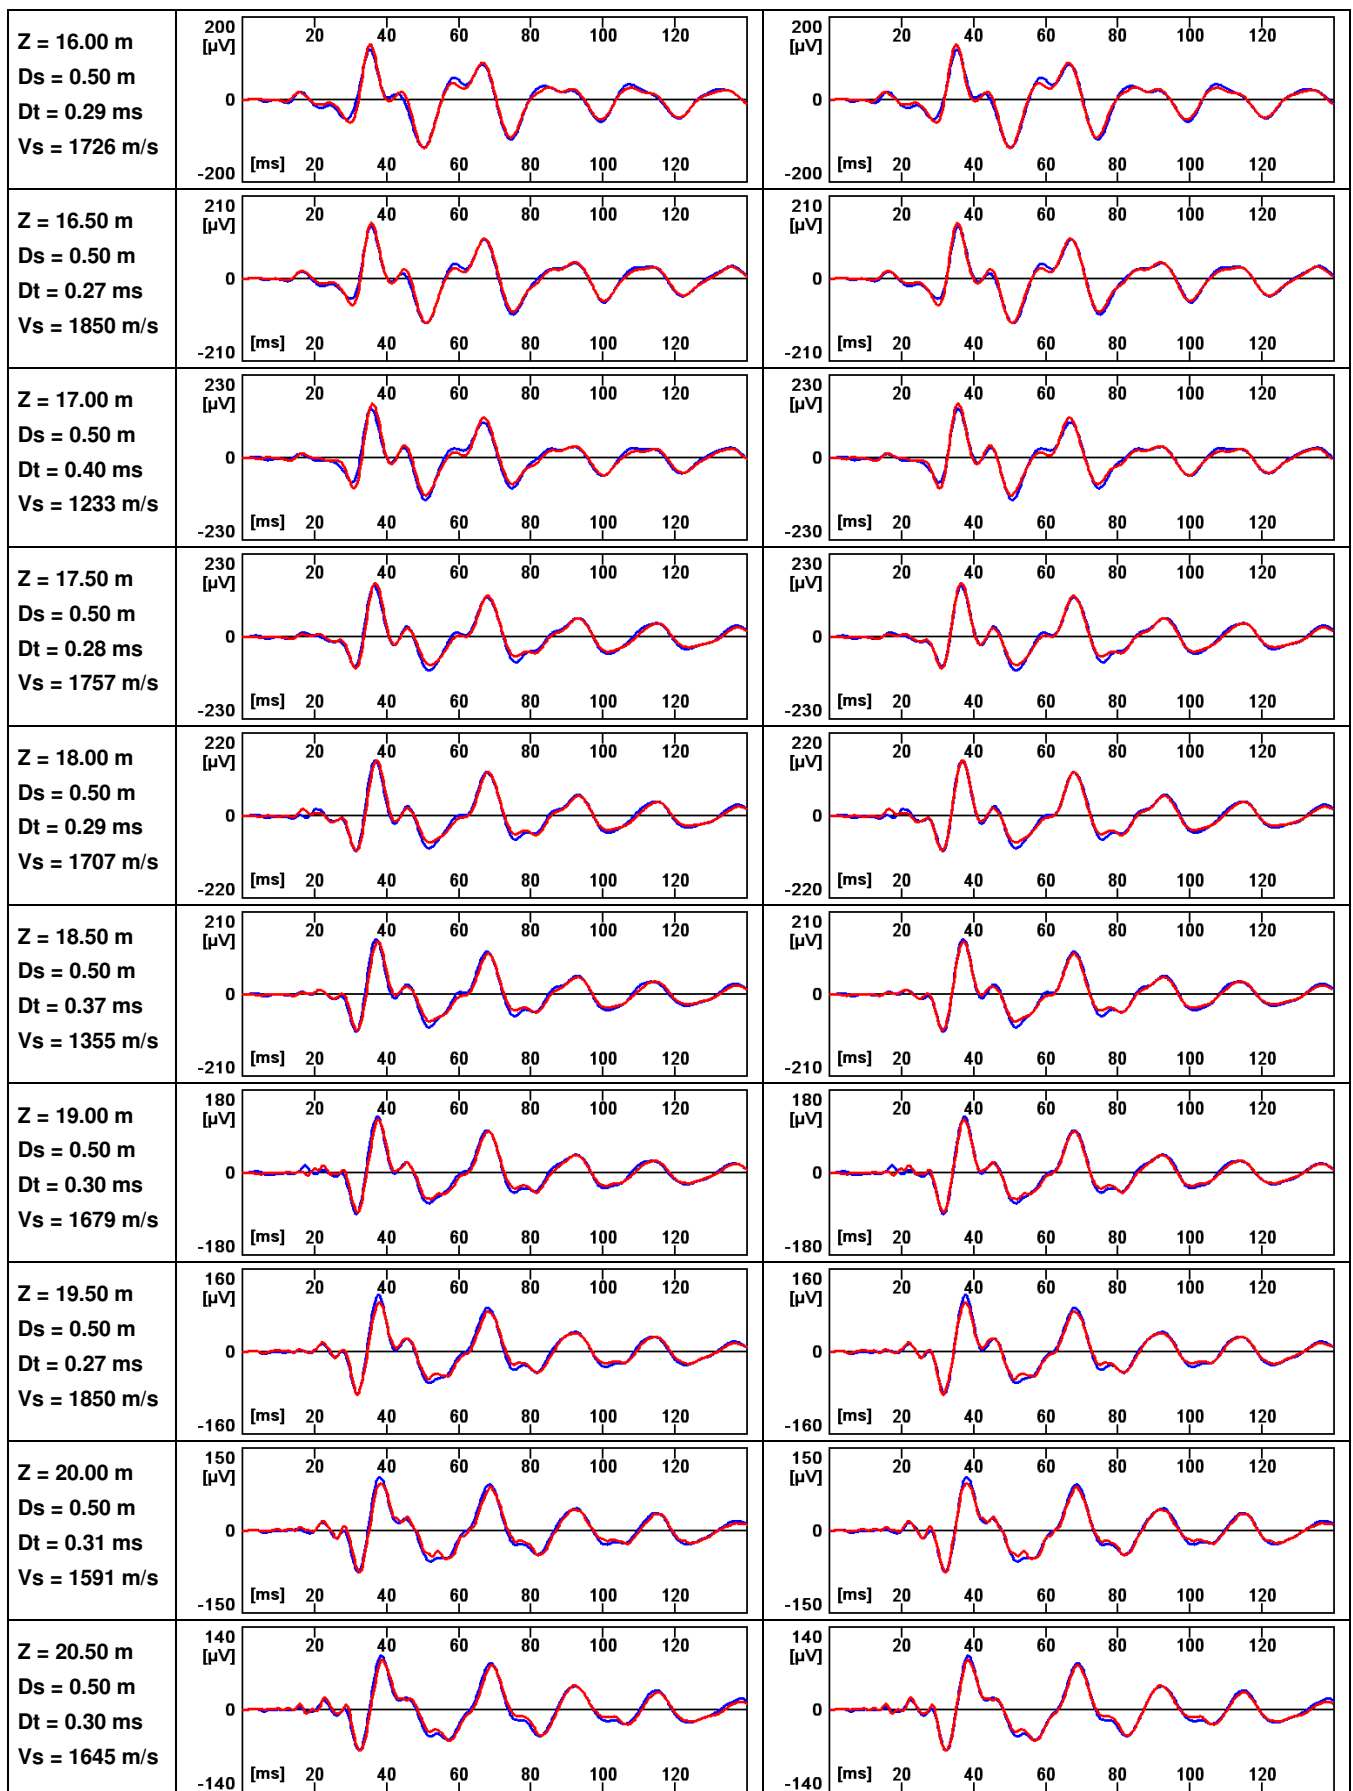 Z = 16.00 m
Ds = 0.50 m
Dt = 0.29 ms
Vs = 1726 m/s
200 20 40 60 80 100 120 200 20 40 60 80 100 120
[µV] [µV]
0 0
-200 [ms] 20 40 60 80 100 120 -200 [ms] 20 40 60 80 100 120
Z = 16.50 m
Ds = 0.50 m
Dt = 0.27 ms
Vs = 1850 m/s
210 20 40 60 80 100 120 210 20 40 60 80 100 120
[µV] [µV]
0 0
-210 [ms] 20 40 60 80 100 120 -210 [ms] 20 40 60 80 100 120
Z = 17.00 m
Ds = 0.50 m
Dt = 0.40 ms
Vs = 1233 m/s
230 20 40 60 80 100 120 230 20 40 60 80 100 120
[µV] [µV]
0 0
-230 [ms] 20 40 60 80 100 120 -230 [ms] 20 40 60 80 100 120
Z = 17.50 m
Ds = 0.50 m
Dt = 0.28 ms
Vs = 1757 m/s
230 20 40 60 80 100 120 230 20 40 60 80 100 120
[µV] [µV]
0 0
-230 [ms] 20 40 60 80 100 120 -230 [ms] 20 40 60 80 100 120
Z = 18.00 m
Ds = 0.50 m
Dt = 0.29 ms
Vs = 1707 m/s
220 20 40 60 80 100 120 220 20 40 60 80 100 120
[µV] [µV]
0 0
-220 [ms] 20 40 60 80 100 120 -220 [ms] 20 40 60 80 100 120
Z = 18.50 m
Ds = 0.50 m
Dt = 0.37 ms
Vs = 1355 m/s
210 20 40 60 80 100 120 210 20 40 60 80 100 120
[µV] [µV]
0 0
-210 [ms] 20 40 60 80 100 120 -210 [ms] 20 40 60 80 100 120
Z = 19.00 m
Ds = 0.50 m
Dt = 0.30 ms
Vs = 1679 m/s
180 20 40 60 80 100 120 180 20 40 60 80 100 120
[µV] [µV]
0 0
-180 [ms] 20 40 60 80 100 120 -180 [ms] 20 40 60 80 100 120
Z = 19.50 m
Ds = 0.50 m
Dt = 0.27 ms
Vs = 1850 m/s
160 20 40 60 80 100 120 160 20 40 60 80 100 120
[µV] [µV]
0 0
-160 [ms] 20 40 60 80 100 120 -160 [ms] 20 40 60 80 100 120
Z = 20.00 m
Ds = 0.50 m
Dt = 0.31 ms
Vs = 1591 m/s
150 20 40 60 80 100 120 150 20 40 60 80 100 120
[µV] [µV]
0 0
-150 [ms] 20 40 60 80 100 120 -150 [ms] 20 40 60 80 100 120
Z = 20.50 m
Ds = 0.50 m
Dt = 0.30 ms
Vs = 1645 m/s
140 20 40 60 80 100 120 140 20 40 60 80 100 120
[µV] [µV]
0 0
-140 [ms] 20 40 60 80 100 120 -140 [ms] 20 40 60 80 100 120